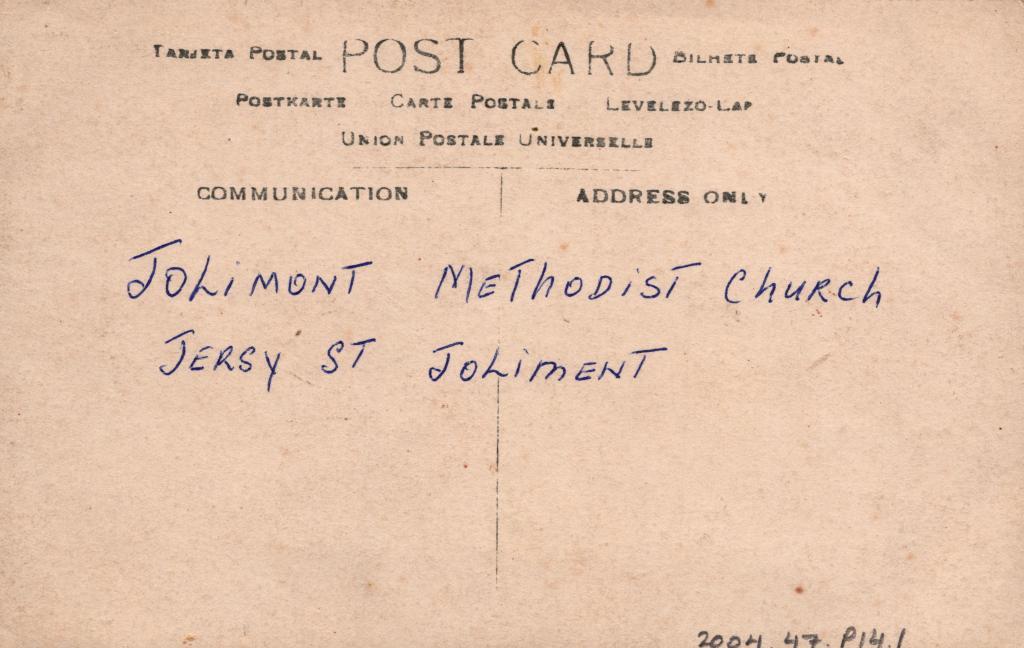 TARJETA POSTAL POST CARD BILHETE POSTAL
POSTKARTE CARTE POSTALE LEVELEZO-LAP
UNION POSTALE UNIVERSELLE
COMMUNICATION ADDRESS ONLY
JOLIMONT METHODIST CHURCH
JERSY ST JOLIMENT
2004.47.P14.1